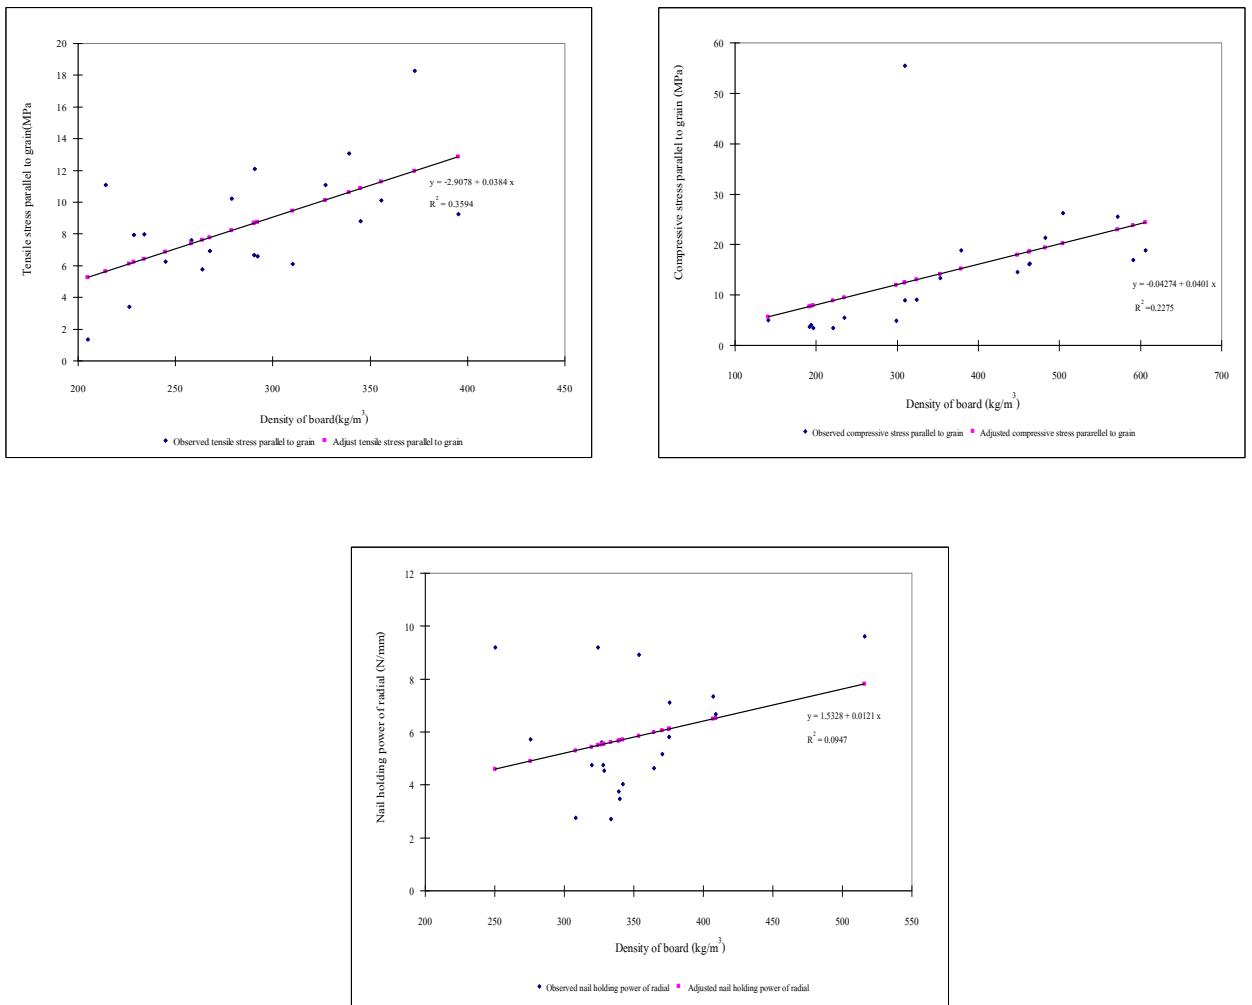 20
18
16
14
12
10
8
6
4
2
0
Tensile stress parallel to grain(MPa
y = -2.9078 + 0.0384 x
R2 = 0.3594
200 250 300 350 400 450
Density of board(kg/m3)
Observed tensile stress parallel to grain Adjust tensile stress parallel to grain
60
50
40
30
20
10
0
Compressive stress parallel to grain (MPa)
y = -0.04274 + 0.0401 x
R2 =0.2275
100 200 300 400 500 600 700
Density of board (kg/m3)
Observed compressive stress parallel to grain Adjusted compressive stress pararellel to grain
12
10
8
6
4
2
0
Nail holding power of radial (N/mm)
y = 1.5328 + 0.0121 x
R2 = 0.0947
200 250 300 350 400 450 500 550
Density of board (kg/m3)
Observed nail holding power of radial Adjusted nail holding power of radial